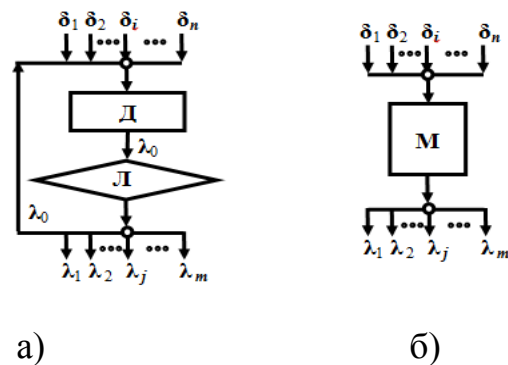 δ₁ δ₂ δᵢ δₙ
Д
λ₀
Л
λ₀
λ₁ λ₂ λⱼ λₘ
а)
δ₁ δ₂ δᵢ δₙ
М
λ₁ λ₂ λⱼ λₘ
б)